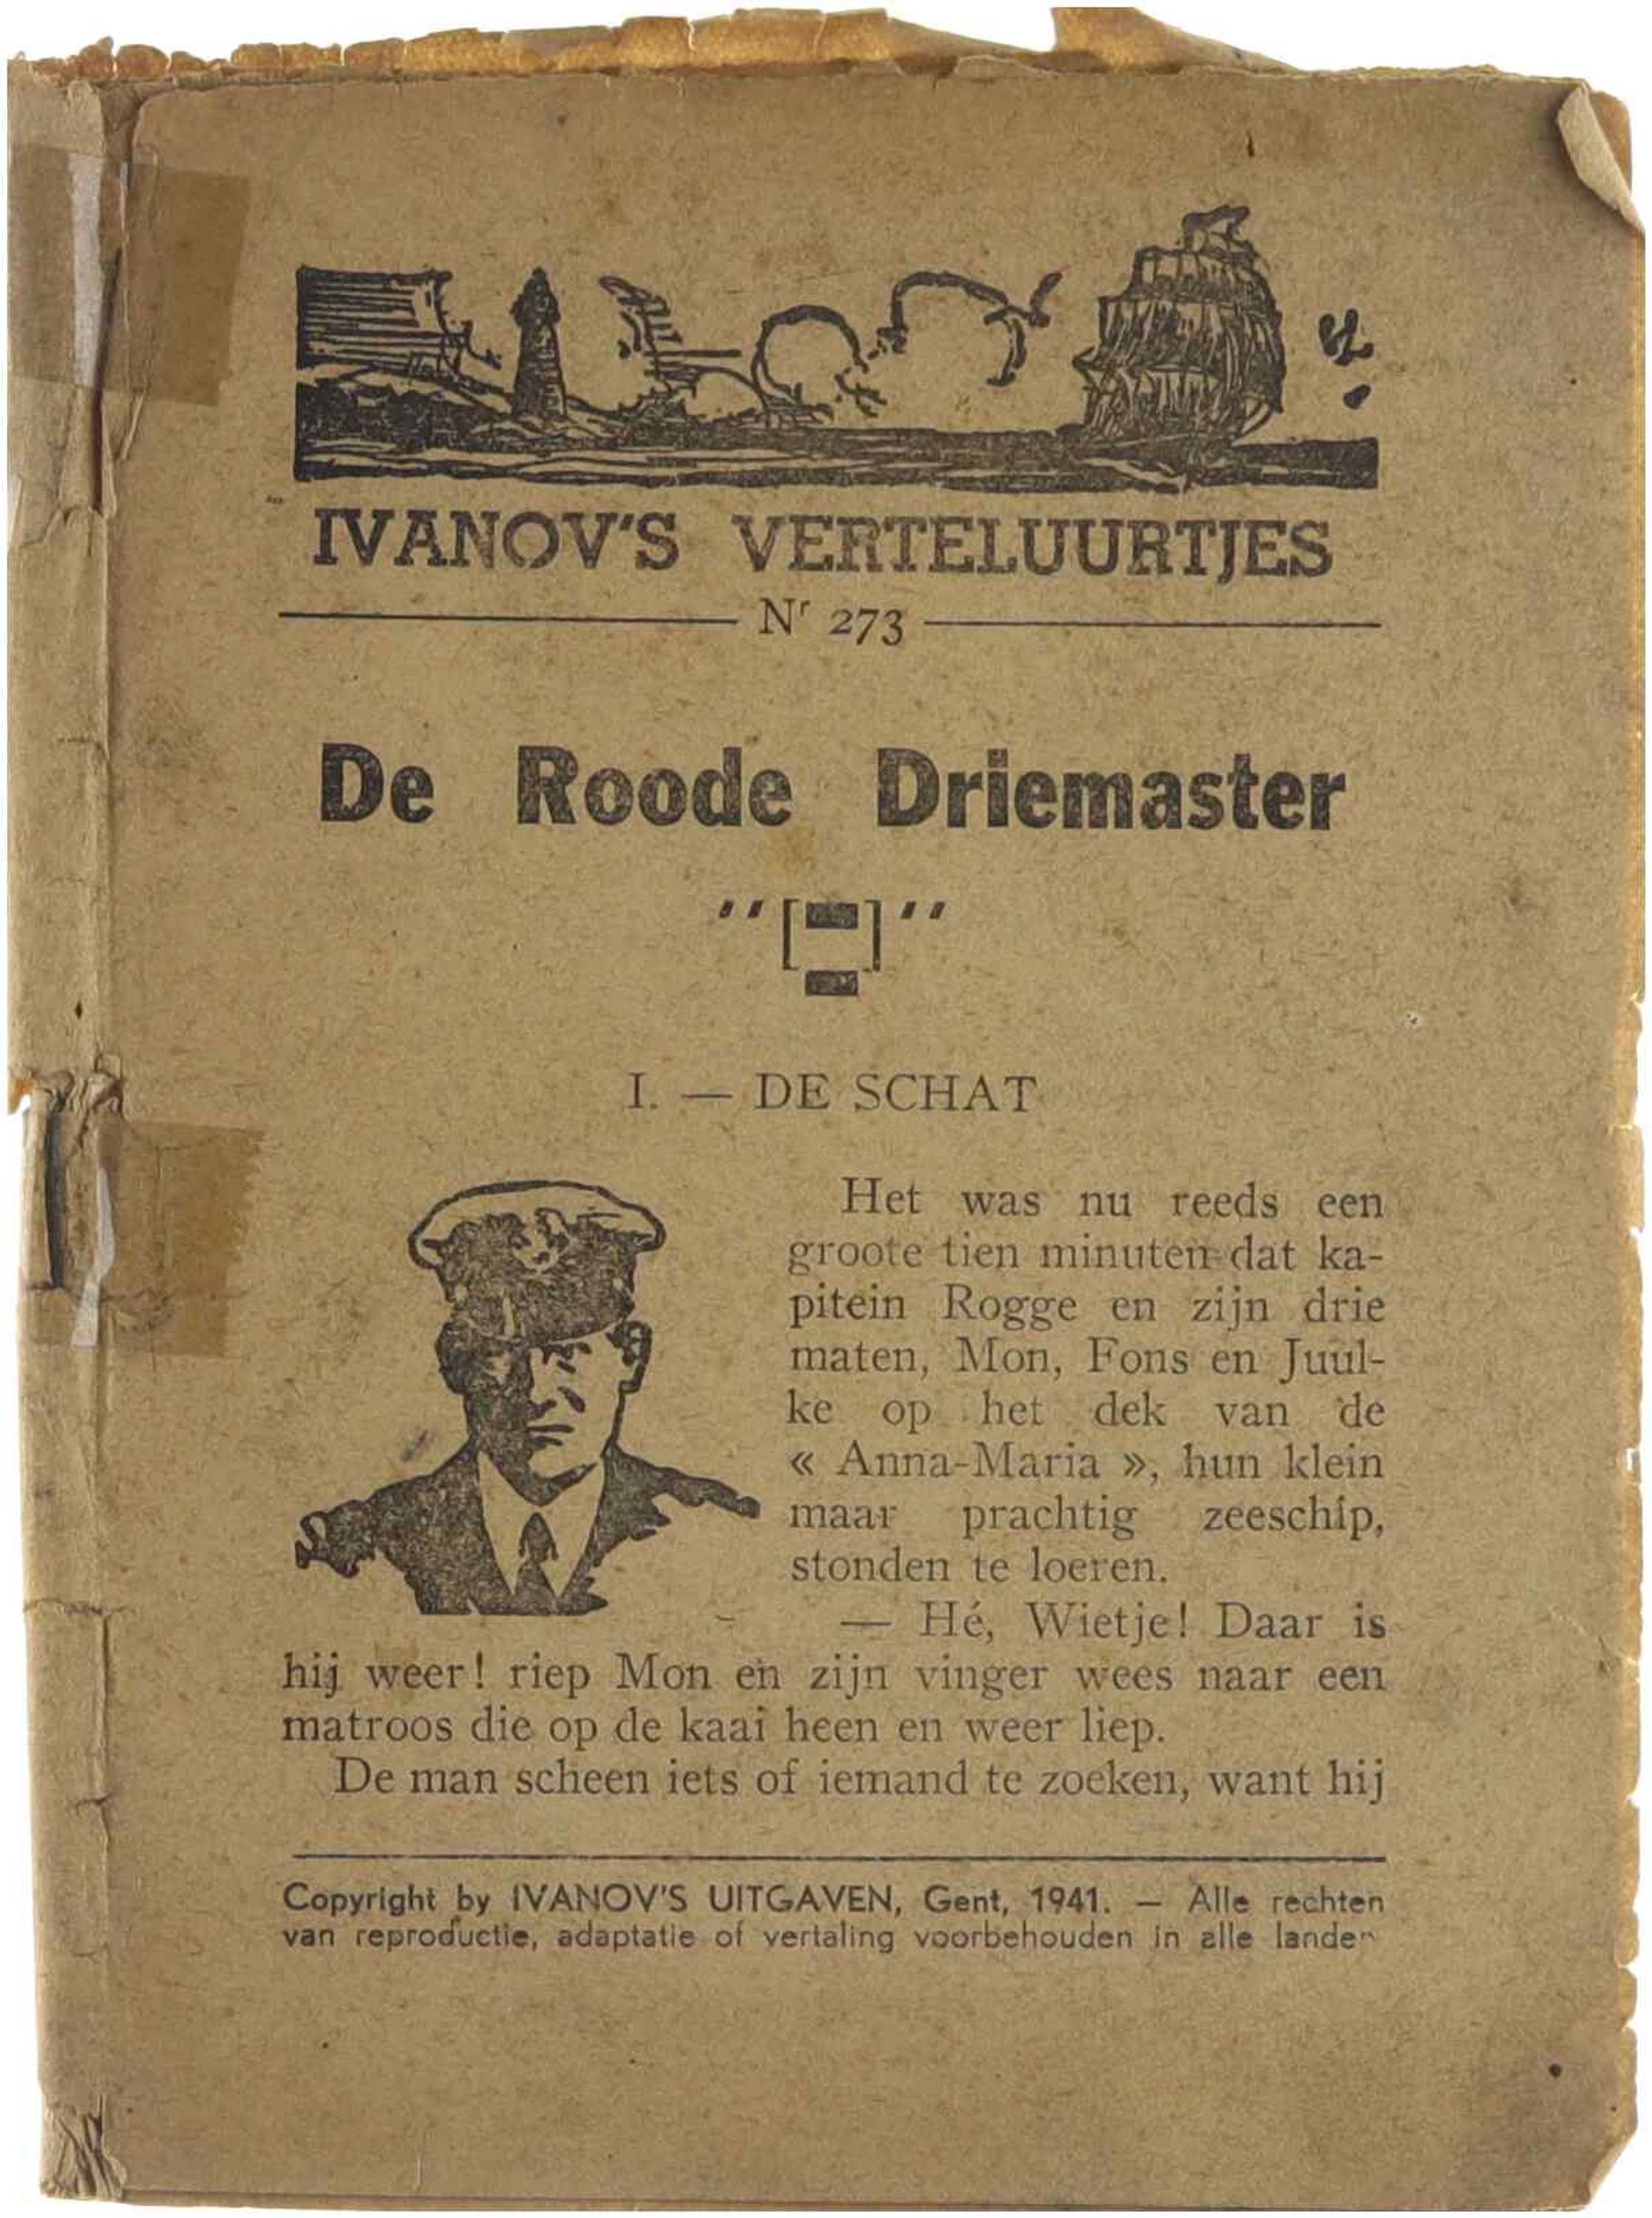 IVANOV'S VERTELUURTJES
Nr 273
De Roode Driemaster
I. — DE SCHAT
Het was nu reeds een
groote tien minuten dat ka-
pitein Rogge en zijn drie
maten, Mon, Fons en Juul-
ke op het dek van de
« Anna-Maria », hun klein
maar prachtig zeeschip,
stonden te loeren.
— Hé, Wietje! Daar is
hij weer! riep Mon en zijn vinger wees naar een
matroos die op de kaai heen en weer liep.
De man scheen iets of iemand te zoeken, want hij
Copyright by IVANOV'S UITGAVEN, Gent, 1941. — Alle rechten
van reproductie, adaptatie of vertaling voorbehouden in alle landen